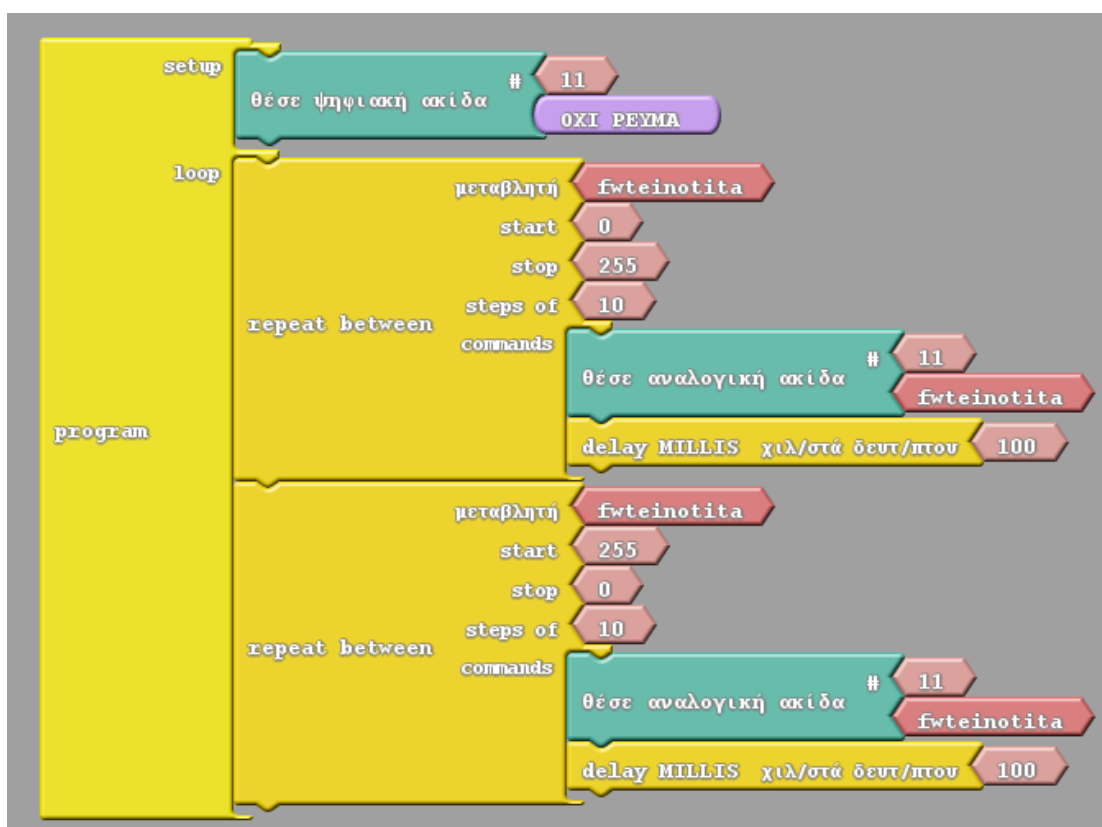 setup
θέσε ψηφιακή ακίδα # 11
ΟΧΙ ΡΕΥΜΑ
loop
μεταβλητή fwteinotita
start 0
stop 255
steps of 10
repeat between
commands
θέσε αναλογική ακίδα # 11
fwteinotita
program
delay MILLIS χιλ/στά δευτ/πτου 100
μεταβλητή fwteinotita
start 255
stop 0
steps of 10
repeat between
commands
θέσε αναλογική ακίδα # 11
fwteinotita
delay MILLIS χιλ/στά δευτ/πτου 100